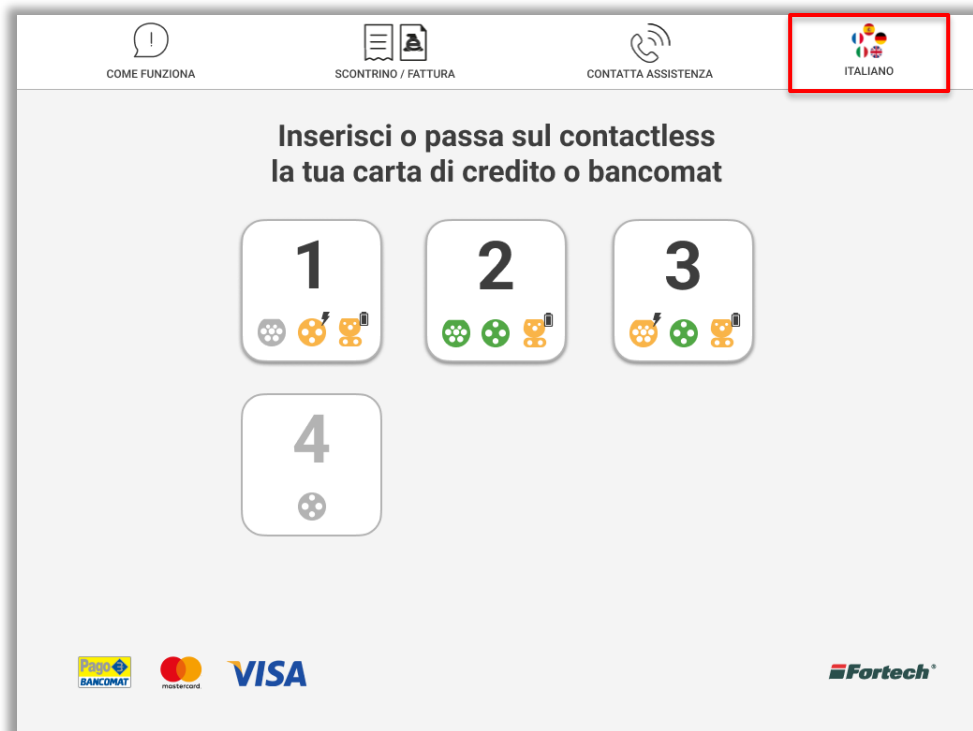 COME FUNZIONA
SCONTRINO / FATTURA
CONTATTA ASSISTENZA
ITALIANO
Inserisci o passa sul contactless
la tua carta di credito o bancomat
1
2
3
4
Pago
BANCOMAT
mastercard.
VISA
Fortech